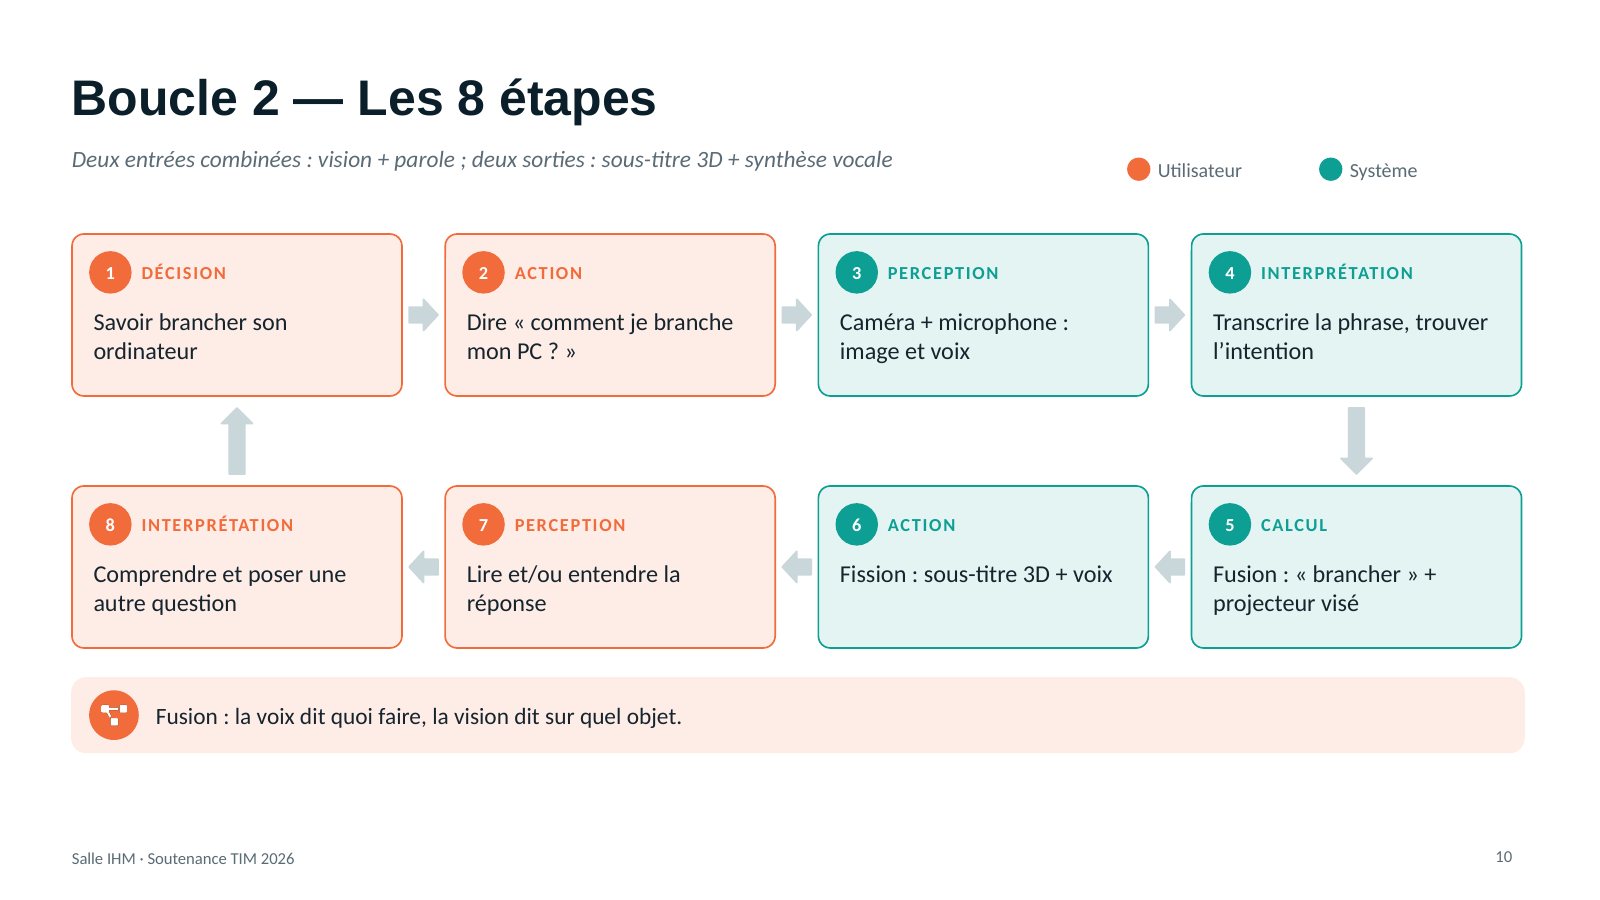 Boucle 2 — Les 8 étapes
Deux entrées combinées : vision + parole ; deux sorties : sous-titre 3D + synthèse vocale
Utilisateur
Système
1 DÉCISION
Savoir brancher son
ordinateur
2 ACTION
Dire « comment je branche
mon PC ? »
3 PERCEPTION
Caméra + microphone :
image et voix
4 INTERPRÉTATION
Transcrire la phrase, trouver
l’intention
8 INTERPRÉTATION
Comprendre et poser une
autre question
7 PERCEPTION
Lire et/ou entendre la
réponse
6 ACTION
Fission : sous-titre 3D + voix
5 CALCUL
Fusion : « brancher » +
projecteur visé
Fusion : la voix dit quoi faire, la vision dit sur quel objet.
Salle IHM · Soutenance TIM 2026
10